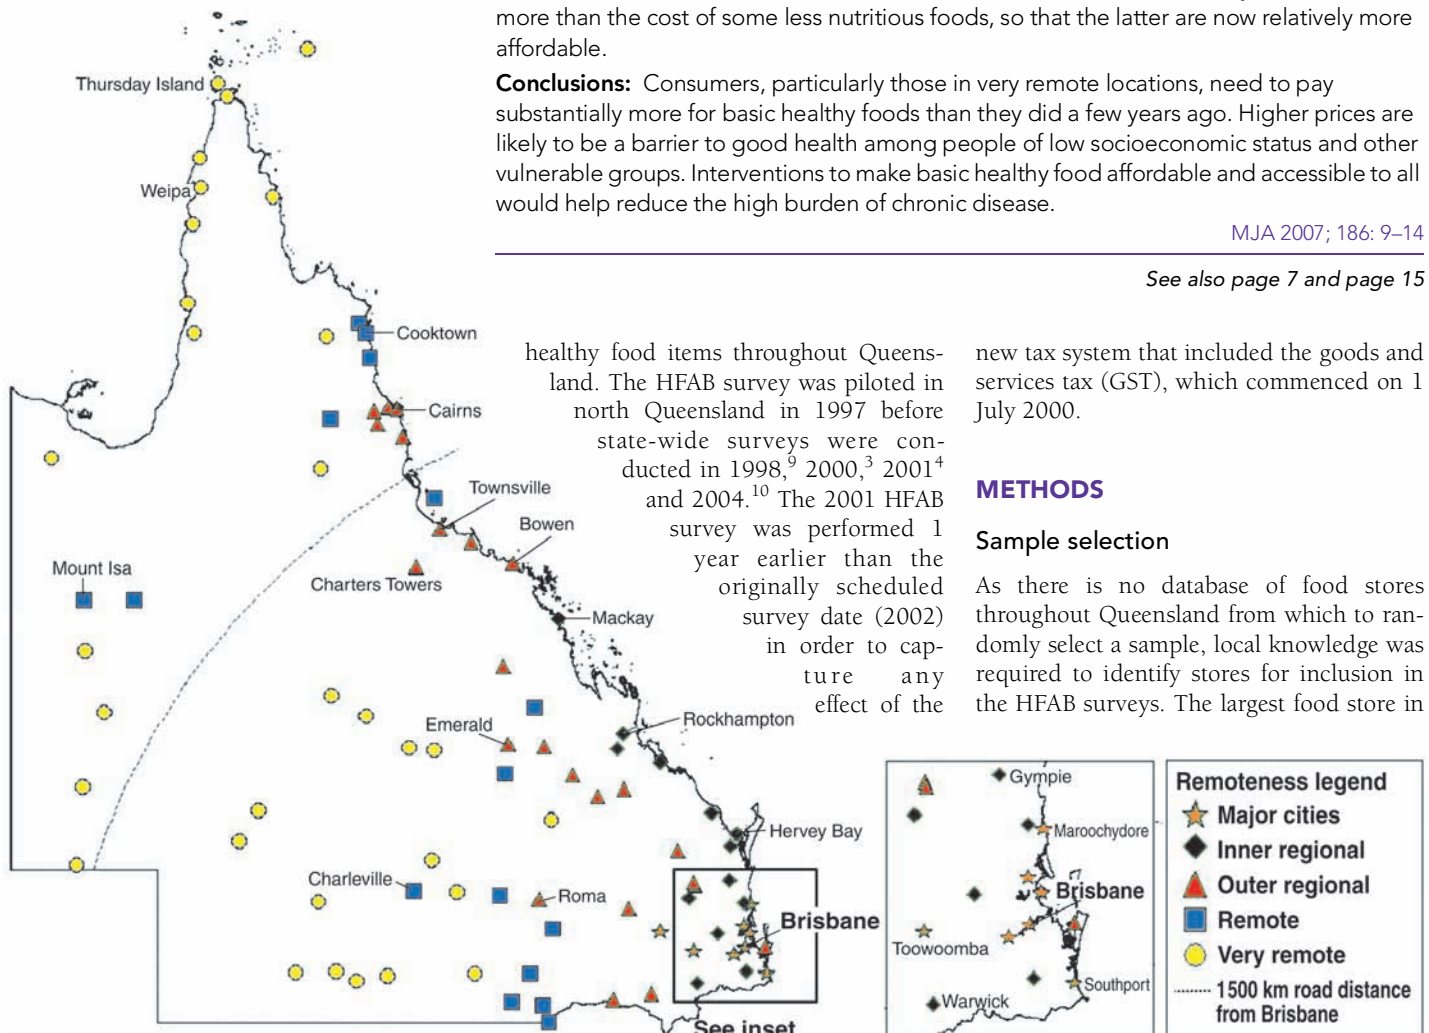 more than the cost of some less nutritious foods, so that the latter are now relatively more
affordable.
Conclusions: Consumers, particularly those in very remote locations, need to pay
substantially more for basic healthy foods than they did a few years ago. Higher prices are
likely to be a barrier to good health among people of low socioeconomic status and other
vulnerable groups. Interventions to make basic healthy food affordable and accessible to all
would help reduce the high burden of chronic disease.
MJA 2007; 186: 9–14
See also page 7 and page 15
healthy food items throughout Queens-
land. The HFAB survey was piloted in
north Queensland in 1997 before
state-wide surveys were con-
ducted in 1998,9 2000,3 20014
and 2004.10 The 2001 HFAB
survey was performed 1
year earlier than the
originally scheduled
survey date (2002)
in order to cap-
ture any
effect of the
new tax system that included the goods and
services tax (GST), which commenced on 1
July 2000.
METHODS
Sample selection
As there is no database of food stores
throughout Queensland from which to ran-
domly select a sample, local knowledge was
required to identify stores for inclusion in
the HFAB surveys. The largest food store in
Thursday Island
Weipa
Cooktown
Cairns
Townsville
Bowen
Mount Isa
Charters Towers
Mackay
Emerald
Rockhampton
Hervey Bay
Charleville
Roma
Brisbane
See inset
Gympie
Maroochydore
Brisbane
Toowoomba
Southport
Warwick
Remoteness legend
Major cities
Inner regional
Outer regional
Remote
Very remote
1500 km road distance
from Brisbane